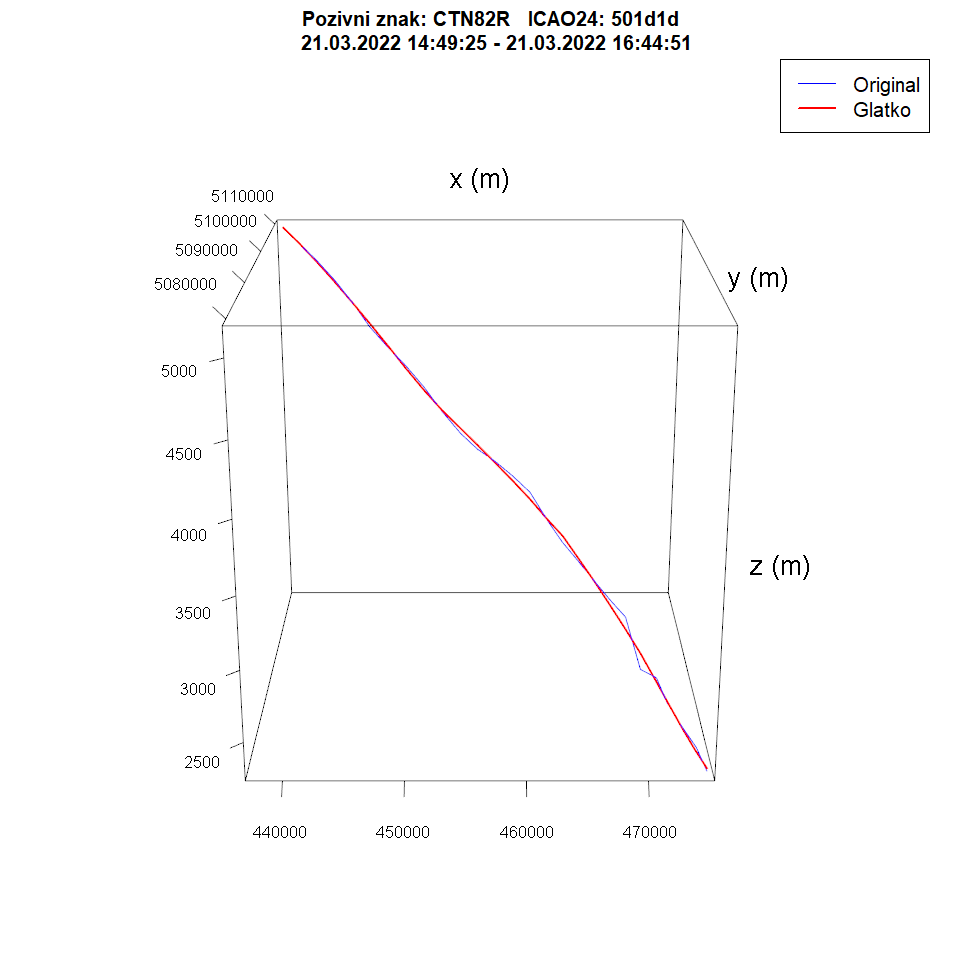 Pozivni znak: CTN82R ICAO24: 501d1d
21.03.2022 14:49:25 - 21.03.2022 16:44:51
Original
Glatko
x (m)
5110000
5100000
5090000
5080000
y (m)
5000
4500
4000
z (m)
3500
3000
2500
440000 450000 460000 470000